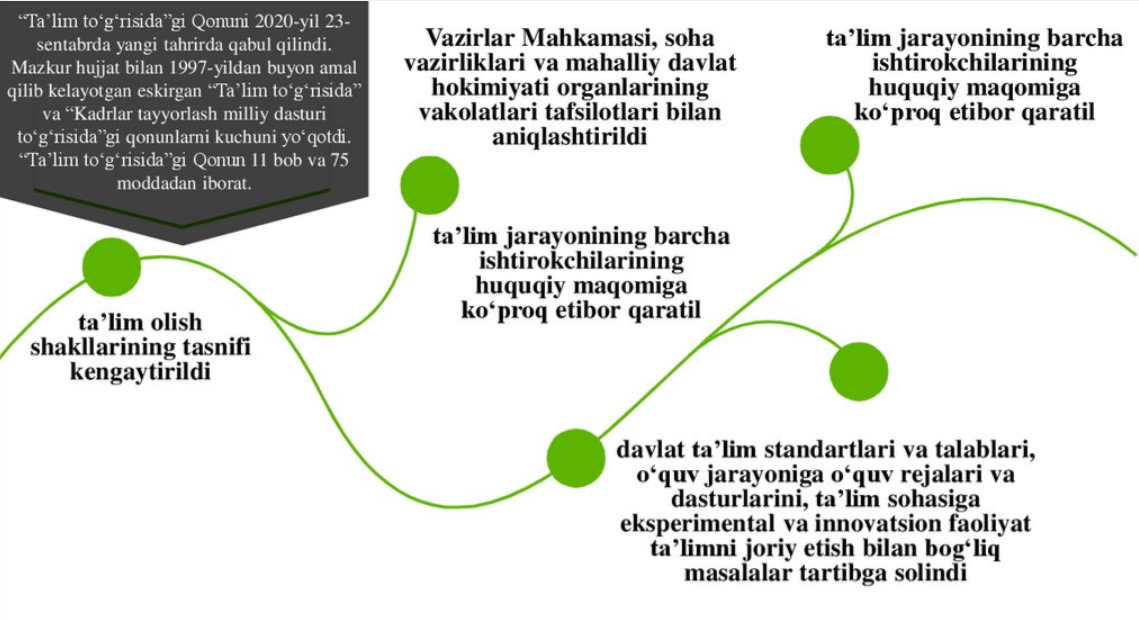 “Ta’lim to‘g‘risida”gi Qonuni 2020-yil 23-
sentabrda yangi tahrirda qabul qilindi.
Mazkur hujjat bilan 1997-yildan buyon amal
qilib kelayotgan eskirgan “Ta’lim to‘g‘risida”
va “Kadrlar tayyorlash milliy dasturi
to‘g‘risida”gi qonunlarni kuchuni yo‘qotdi.
“Ta’lim to‘g‘risida”gi Qonun 11 bob va 75
moddadan iborat.
ta’lim olish
shakllarining tasnifi
kengaytirildi
Vazirlar Mahkamasi, soha
vazirliklari va mahalliy davlat
hokimiyati organlarining
vakolatlari tafsilotlari bilan
aniqlashtirildi
ta’lim jarayonining barcha
ishtirokchilarining
huquqiy maqomiga
ko‘proq etibor qaratil
ta’lim jarayonining barcha
ishtirokchilarining
huquqiy maqomiga
ko‘proq etibor qaratil
davlat ta’lim standartlari va talablari,
o‘quv jarayoniga o‘quv rejalari va
dasturlarini, ta’lim sohasiga
eksperimental va innovatsion faoliyat
ta’limni joriy etish bilan bog‘liq
masalalar tartibga solindi